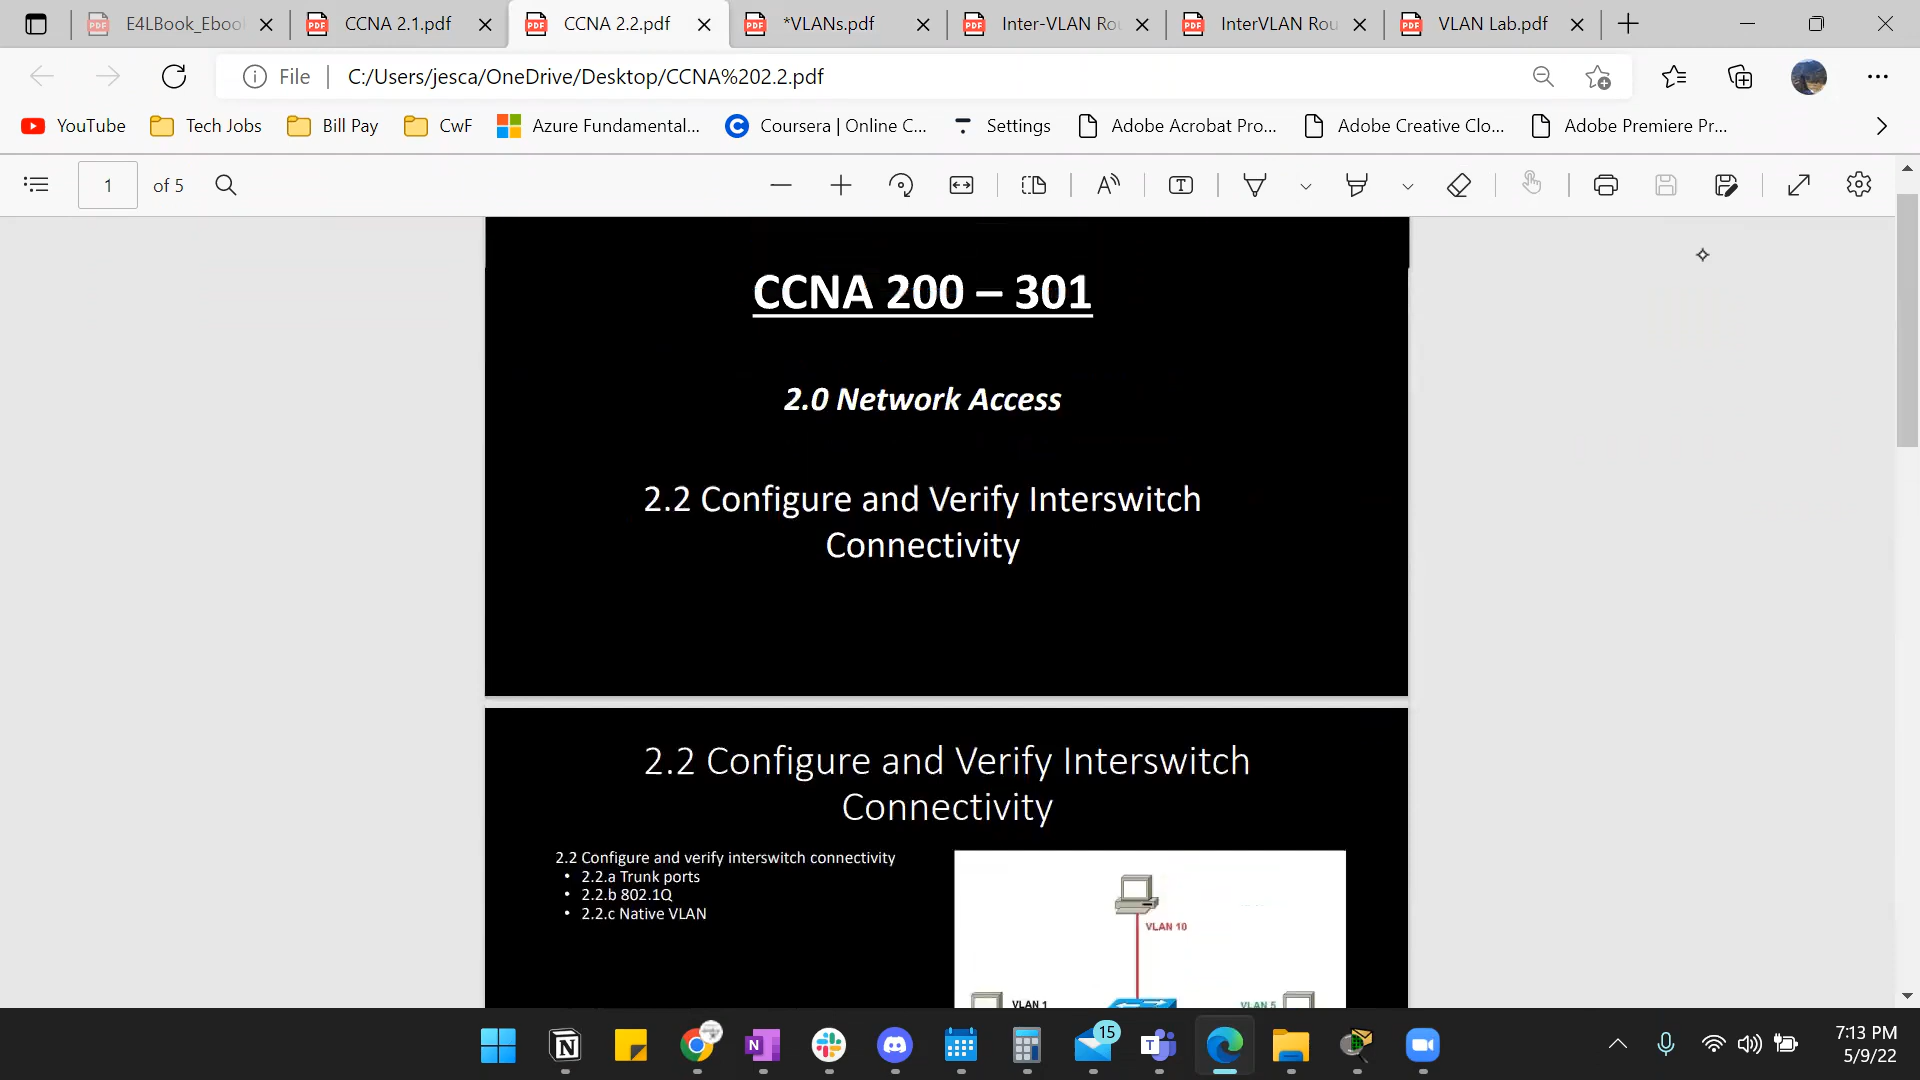 E4LBook_Eboo
CCNA 2.1.pdf
CCNA 2.2.pdf
*VLANs.pdf
Inter-VLAN Rou
InterVLAN Rou
VLAN Lab.pdf
File
C:/Users/jesca/OneDrive/Desktop/CCNA%202.2.pdf
YouTube
Tech Jobs
Bill Pay
CwF
Azure Fundamental...
Coursera | Online C...
Settings
Adobe Acrobat Pro...
Adobe Creative Clo...
Adobe Premiere Pr...
1 of 5
CCNA 200 – 301
2.0 Network Access
2.2 Configure and Verify Interswitch
Connectivity
2.2 Configure and Verify Interswitch
Connectivity
2.2 Configure and verify interswitch connectivity
• 2.2.a Trunk ports
• 2.2.b 802.1Q
• 2.2.c Native VLAN
VLAN 10
VLAN 1
VLAN 5
15
7:13 PM
5/9/22